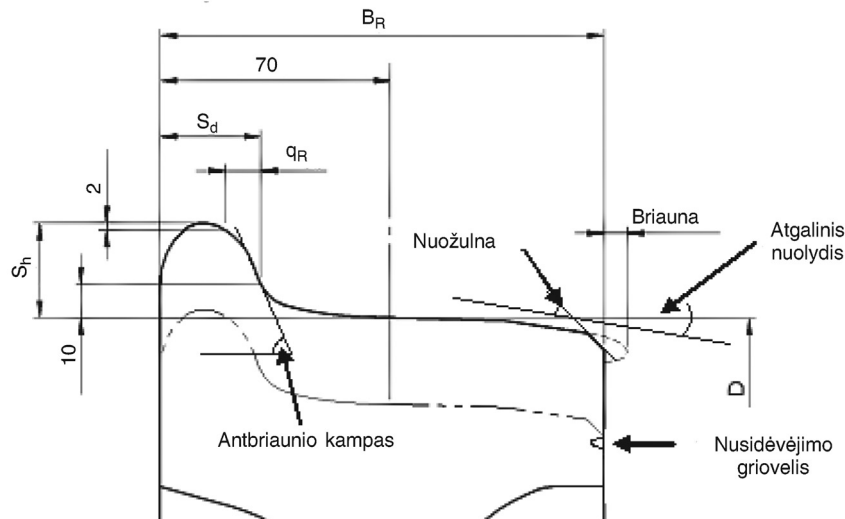 B_R
70
S_d
q_R
2
Briauna
Atgalinis
nuolydis
Nuožulna
S_h
10
D
Antbriaunio kampas
Nusidėvėjimo
griovelis